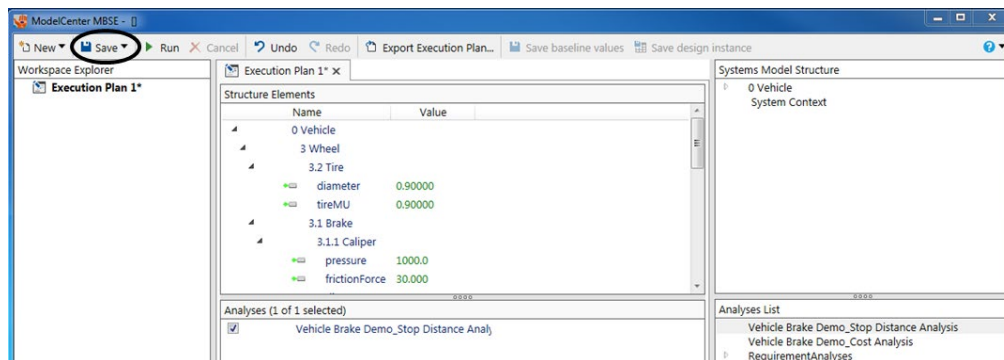 ModelCenter MBSE - []
New Save Run Cancel Undo Redo Export Execution Plan... Save baseline values Save design instance
Workspace Explorer
Execution Plan 1*
Execution Plan 1* x
Structure Elements
Name Value
0 Vehicle
3 Wheel
3.2 Tire
diameter 0.90000
tireMU 0.90000
3.1 Brake
3.1.1 Caliper
pressure 1000.0
frictionForce 30.000
Analyses (1 of 1 selected)
Vehicle Brake Demo_Stop Distance Analy
Systems Model Structure
0 Vehicle
System Context
Analyses List
Vehicle Brake Demo_Stop Distance Analysis
Vehicle Brake Demo_Cost Analysis
RequirementAnalyses